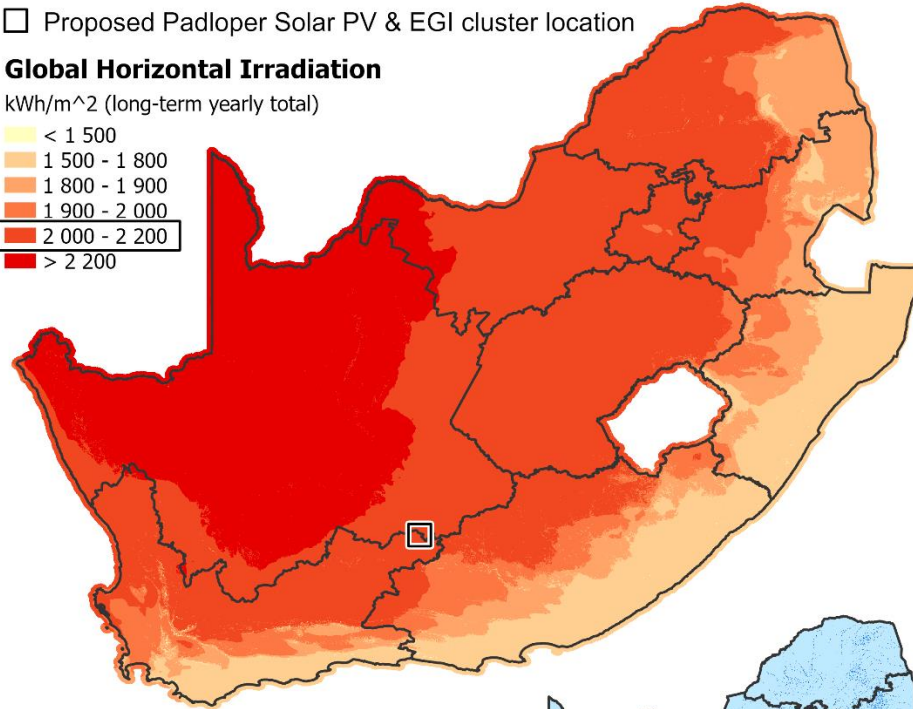 Proposed Padloper Solar PV & EGI cluster location
Global Horizontal Irradiation
kWh/m^2 (long-term yearly total)
< 1 500
1 500 - 1 800
1 800 - 1 900
1 900 - 2 000
2 000 - 2 200
> 2 200